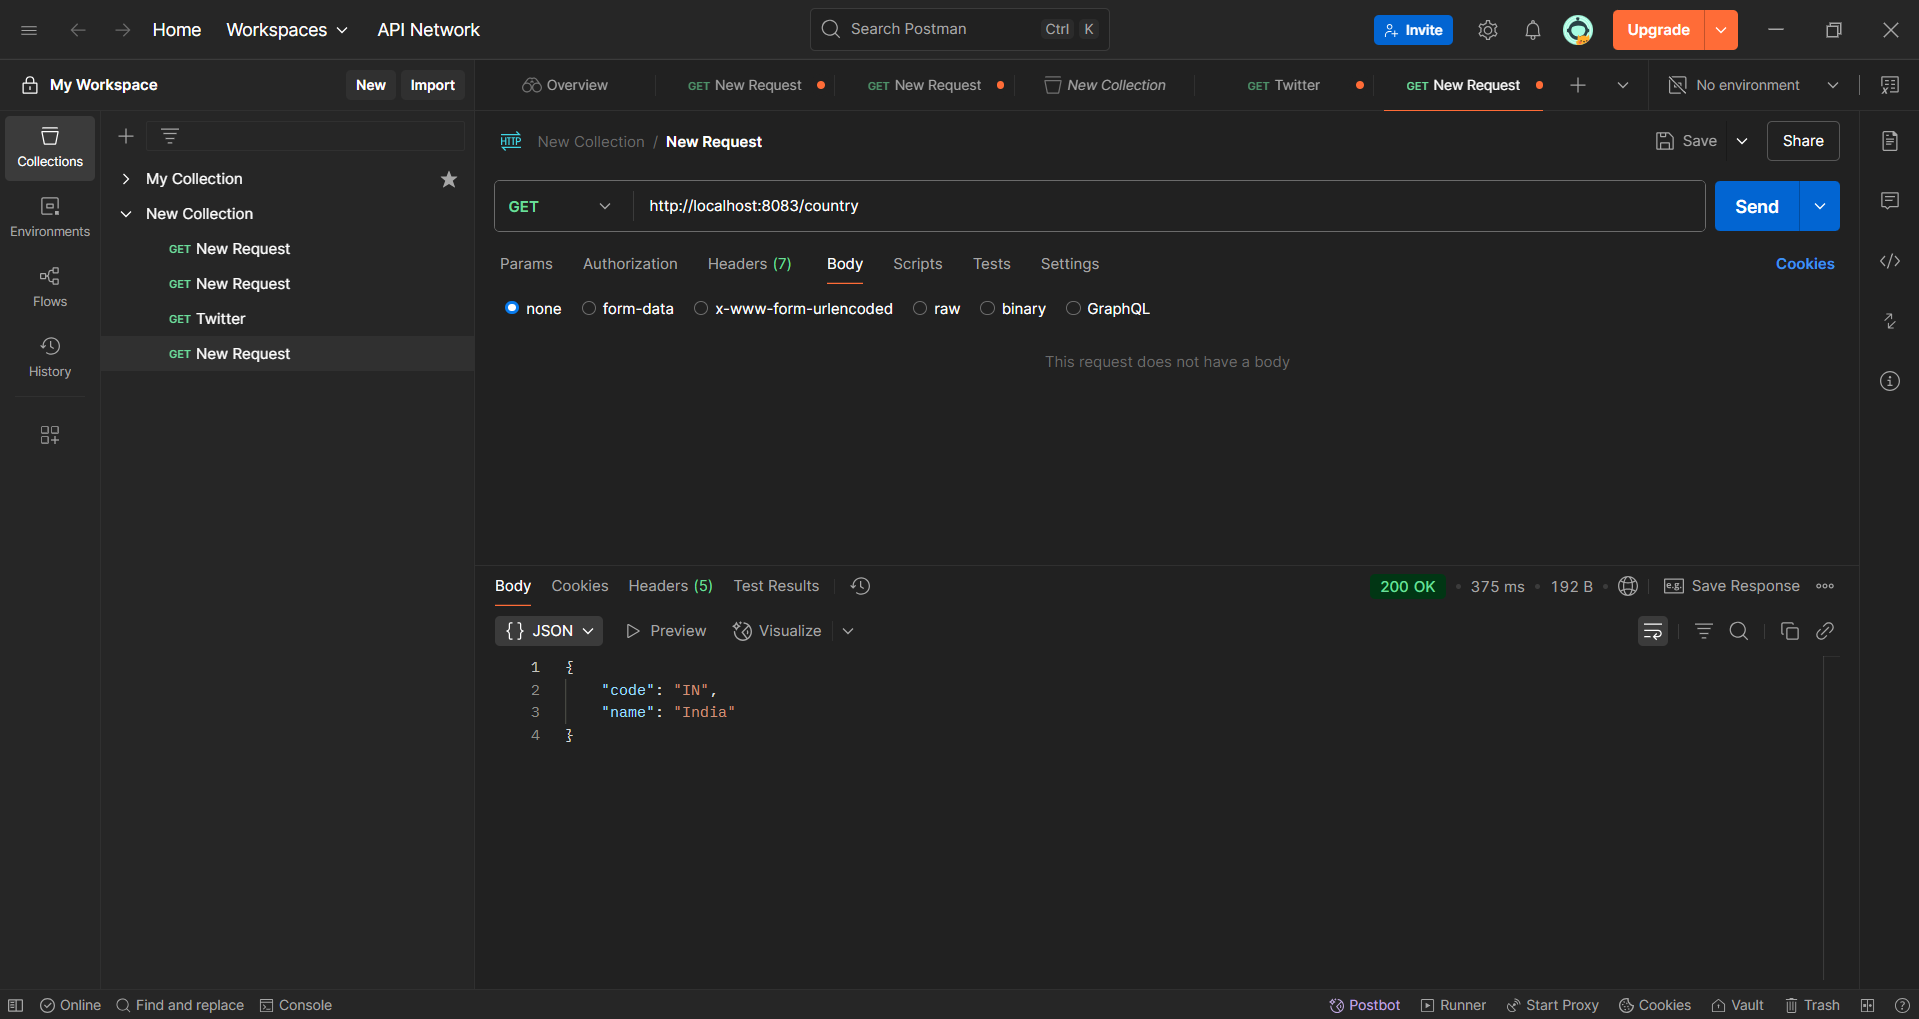 Home Workspaces API Network Search Postman Ctrl K Invite Upgrade
My Workspace New Import Overview GET New Request GET New Request New Collection GET Twitter GET New Request No environment
Collections
Environments
Flows
History
My Collection
New Collection
GET New Request
GET New Request
GET Twitter
GET New Request
HTTP New Collection / New Request Save Share
GET http://localhost:8083/country Send
Params Authorization Headers (7) Body Scripts Tests Settings Cookies
none form-data x-www-form-urlencoded raw binary GraphQL
This request does not have a body
Body Cookies Headers (5) Test Results 200 OK • 375 ms • 192 B • e.g. Save Response
{} JSON Preview Visualize
1 {
2 "code": "IN",
3 "name": "India"
4 }
Online Find and replace Console Postbot Runner Start Proxy Cookies Vault Trash